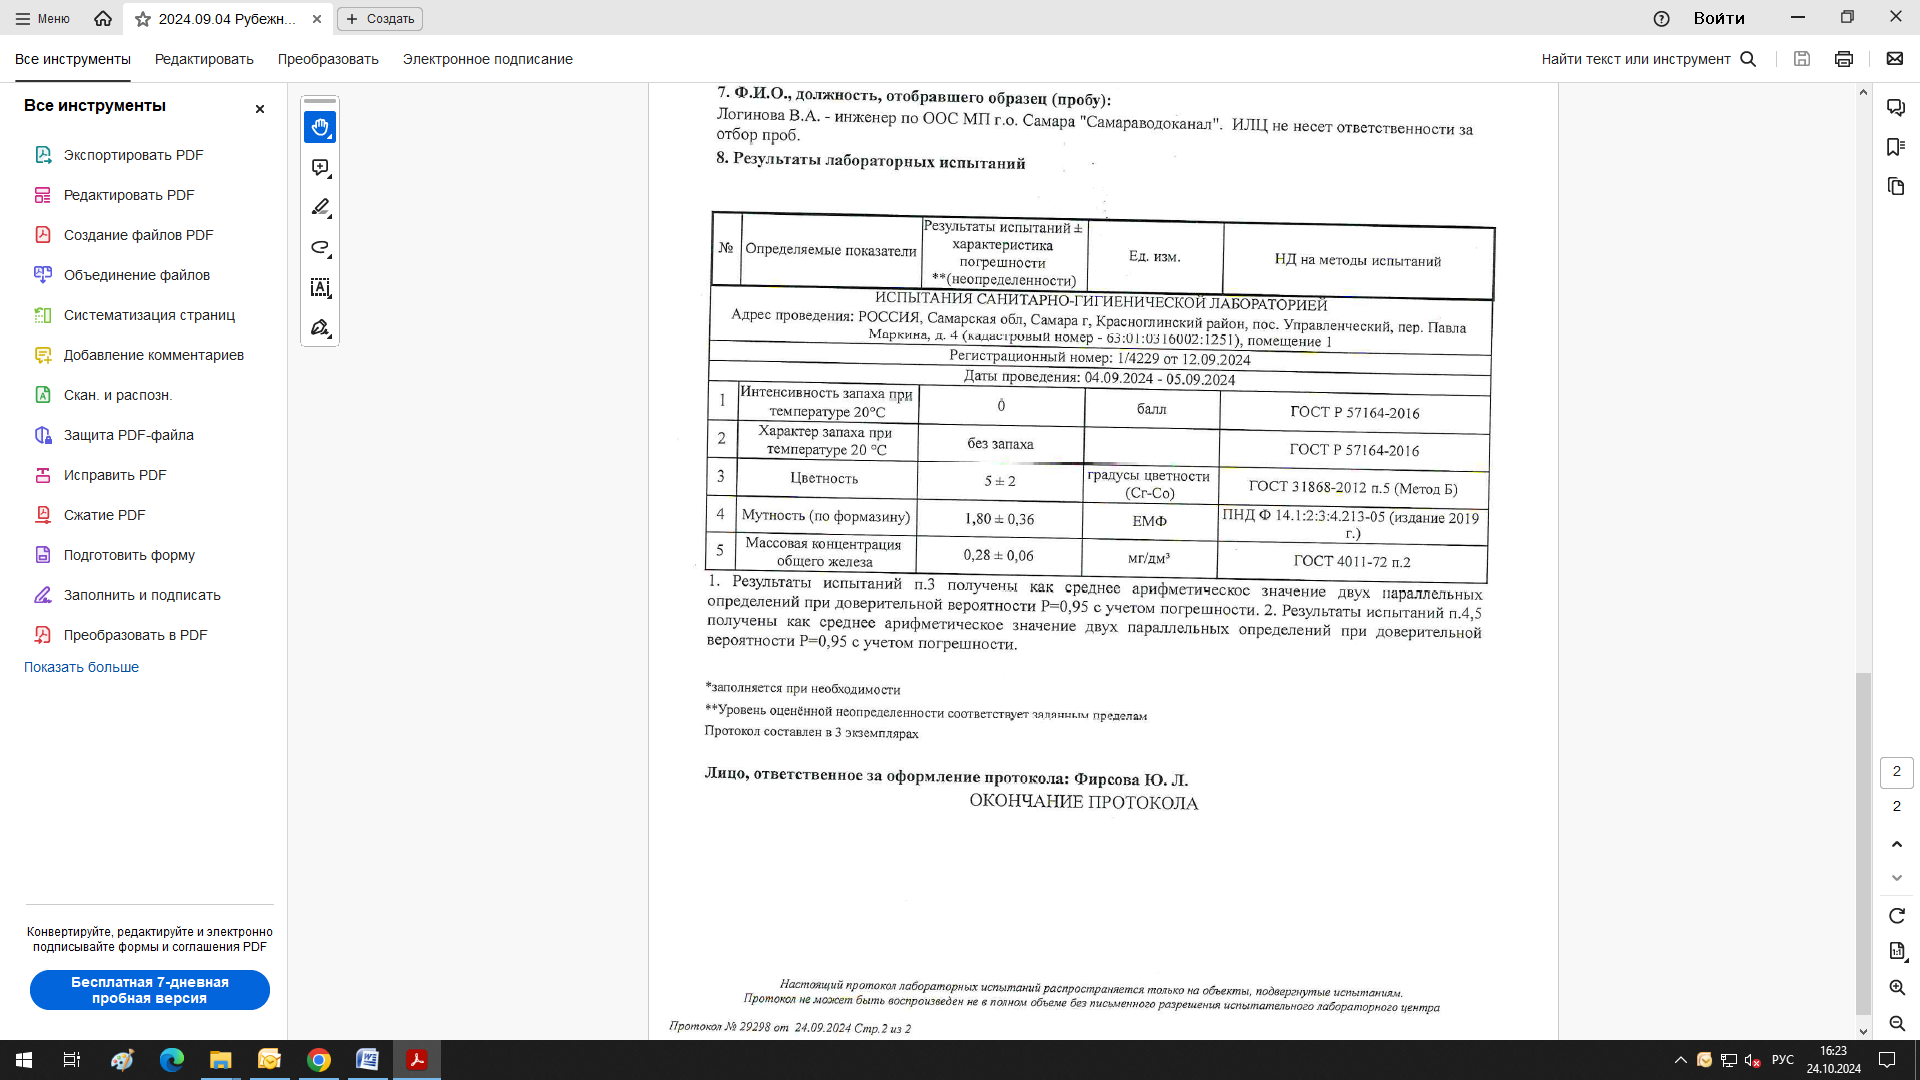 Меню
2024.09.04 Рубежн...
Создать
Войти
Все инструменты
Редактировать
Преобразовать
Электронное подписание
Найти текст или инструмент
Все инструменты
Экспортировать PDF
Редактировать PDF
Создание файлов PDF
Объединение файлов
Систематизация страниц
Добавление комментариев
Скан. и распозн.
Защита PDF-файла
Исправить PDF
Сжатие PDF
Подготовить форму
Заполнить и подписать
Преобразовать в PDF
Показать больше
Конвертируйте, редактируйте и электронно
подписывайте формы и соглашения PDF
Бесплатная 7-дневная
пробная версия
7. Ф.И.О., должность, отобравшего образец (пробу):
Логинова В.А. - инженер по ООС МП г.о. Самара "Самараводоканал". ИЛЦ не несет ответственности за
отбор проб.
8. Результаты лабораторных испытаний
№
Определяемые показатели
Результаты испытаний ±
характеристика
погрешности
**(неопределенности)
Ед. изм.
НД на методы испытаний
ИСПЫТАНИЯ САНИТАРНО-ГИГИЕНИЧЕСКОЙ ЛАБОРАТОРИЕЙ
Адрес проведения: РОССИЯ, Самарская обл, Самара г, Красноглинский район, пос. Управленческий, пер. Павла
Маркина, д. 4 (кадастровый номер - 63:01:0316002:1251), помещение 1
Регистрационный номер: 1/4229 от 12.09.2024
Даты проведения: 04.09.2024 - 05.09.2024
1
Интенсивность запаха при
температуре 20°С
0
балл
ГОСТ Р 57164-2016
2
Характер запаха при
температуре 20 °С
без запаха
ГОСТ Р 57164-2016
3
Цветность
5 ± 2
градусы цветности
(Cr-Co)
ГОСТ 31868-2012 п.5 (Метод Б)
4
Мутность (по формазину)
1,80 ± 0,36
ЕМФ
ПНД Ф 14.1:2:3:4.213-05 (издание 2019
г.)
5
Массовая концентрация
общего железа
0,28 ± 0,06
мг/дм³
ГОСТ 4011-72 п.2
1. Результаты испытаний п.3 получены как среднее арифметическое значение двух параллельных
определений при доверительной вероятности Р=0,95 с учетом погрешности. 2. Результаты испытаний п.4,5
получены как среднее арифметическое значение двух параллельных определений при доверительной
вероятности Р=0,95 с учетом погрешности.
*заполняется при необходимости
**Уровень оценённой неопределенности соответствует заданным пределам
Протокол составлен в 3 экземплярах
Лицо, ответственное за оформление протокола: Фирсова Ю. Л.
ОКОНЧАНИЕ ПРОТОКОЛА
Настоящий протокол лабораторных испытаний распространяется только на объекты, подвергнутые испытаниям.
Протокол не может быть воспроизведен не в полном объеме без письменного разрешения испытательного лабораторного центра
Протокол № 29298 от 24.09.2024 Стр.2 из 2
2
2
1:1
РУС
16:23
24.10.2024